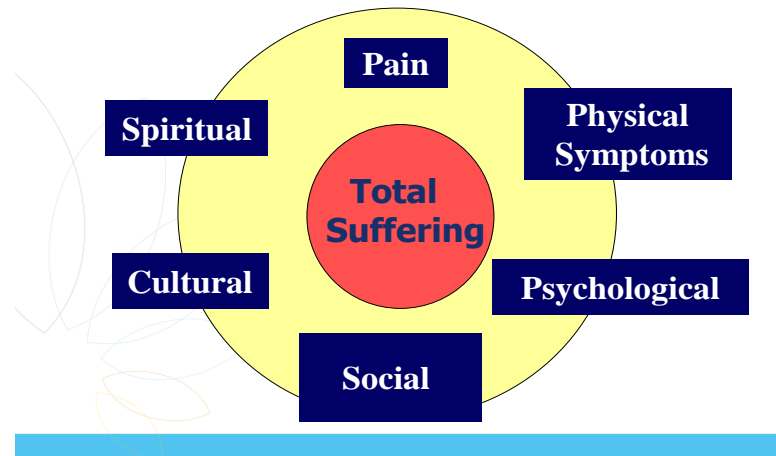 Pain
Physical
Symptoms
Spiritual
Total
Suffering
Cultural
Psychological
Social